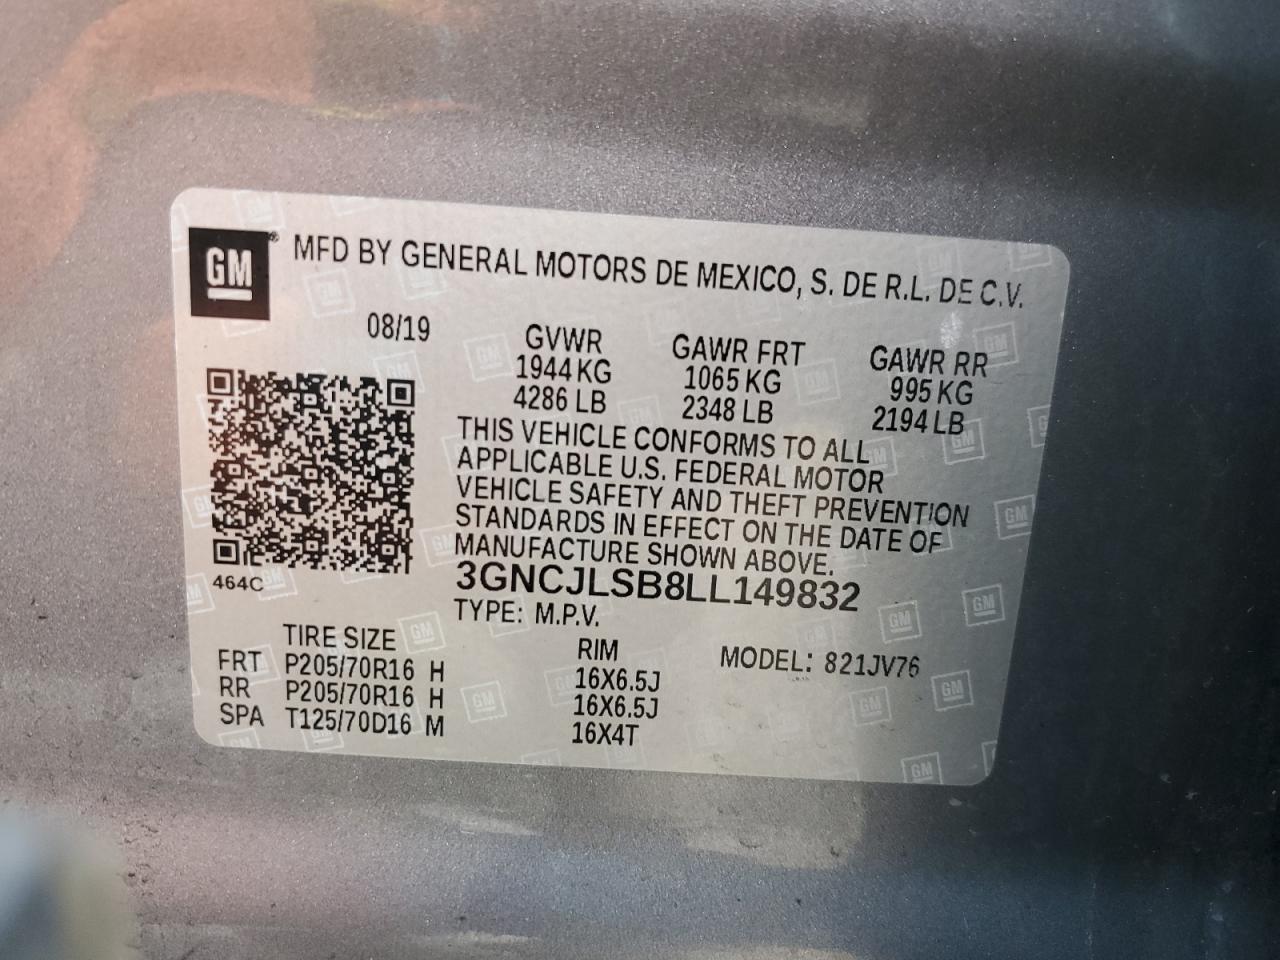 GM ® MFD BY GENERAL MOTORS DE MEXICO, S. DE R.L. DE C.V.
08/19 GVWR GAWR FRT GAWR RR
1944 KG 1065 KG 995 KG
4286 LB 2348 LB 2194 LB
THIS VEHICLE CONFORMS TO ALL
APPLICABLE U.S. FEDERAL MOTOR
VEHICLE SAFETY AND THEFT PREVENTION
STANDARDS IN EFFECT ON THE DATE OF
MANUFACTURE SHOWN ABOVE.
464C 3GNCJLSB8LL149832
TYPE: M.P.V.
TIRE SIZE RIM MODEL: 821JV76
FRT P205/70R16 H 16X6.5J
RR P205/70R16 H 16X6.5J
SPA T125/70D16 M 16X4T